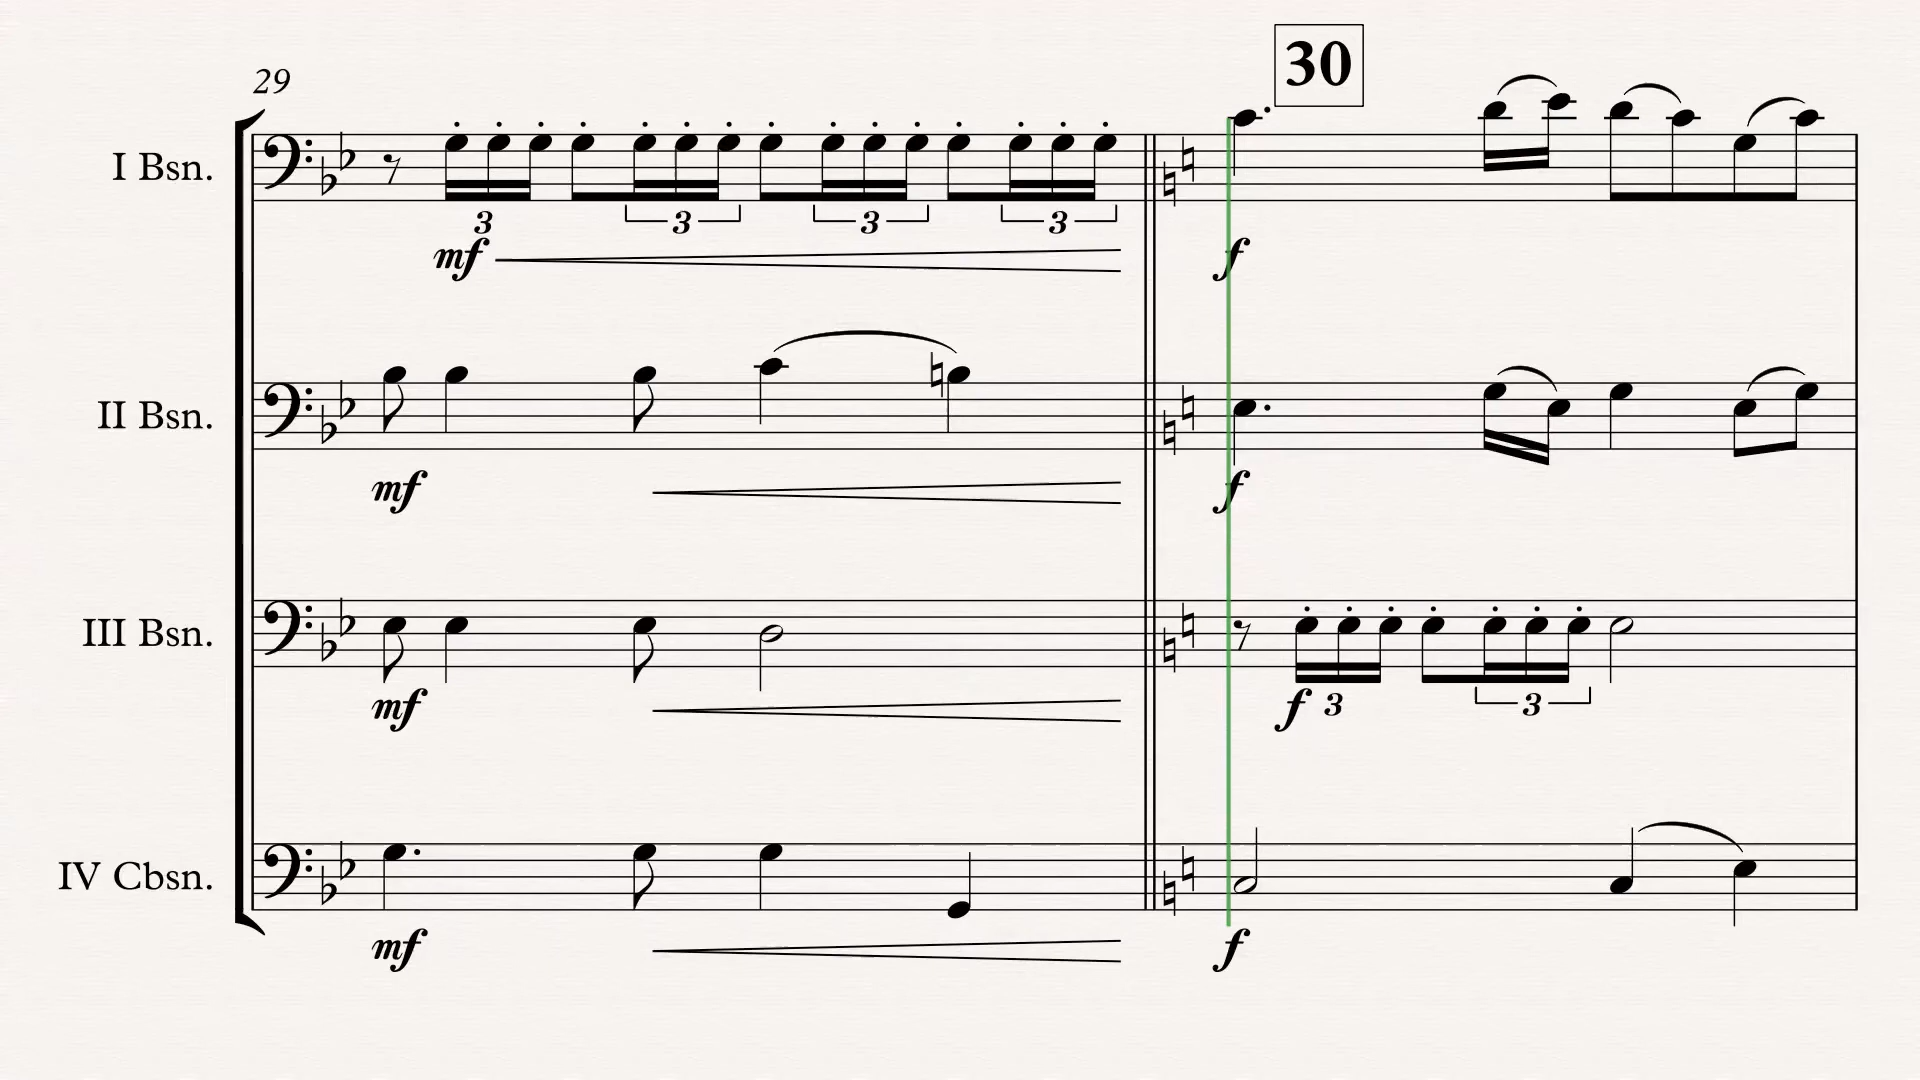 30
29
I Bsn.
3 3 3 3
mf f
II Bsn.
mf f
III Bsn.
mf f 3 3
IV Cbsn.
mf f